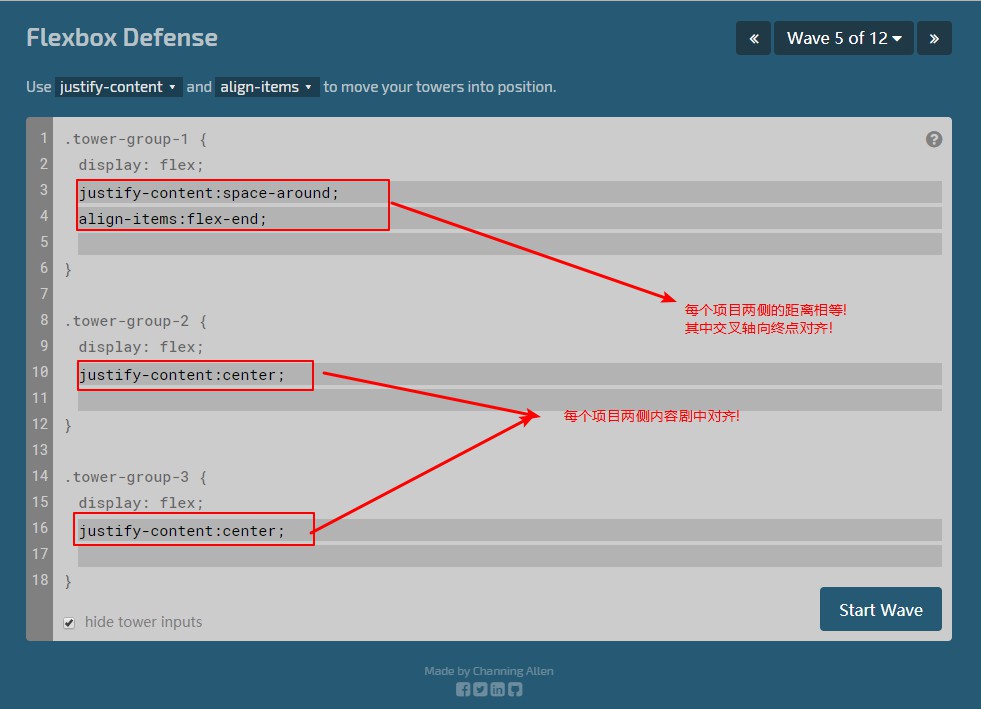 Flexbox Defense
« Wave 5 of 12 »
Use justify-content and align-items to move your towers into position.
1 .tower-group-1 {
2 display: flex;
3 justify-content:space-around;
4 align-items:flex-end;
5
6 }
7
8 .tower-group-2 {
9 display: flex;
10 justify-content:center;
11
12 }
13
14 .tower-group-3 {
15 display: flex;
16 justify-content:center;
17
18 }
每个项目两侧的距离相等!
其中交叉轴向终点对齐!
每个项目两侧内容剧中对齐!
hide tower inputs
Start Wave
Made by Channing Allen